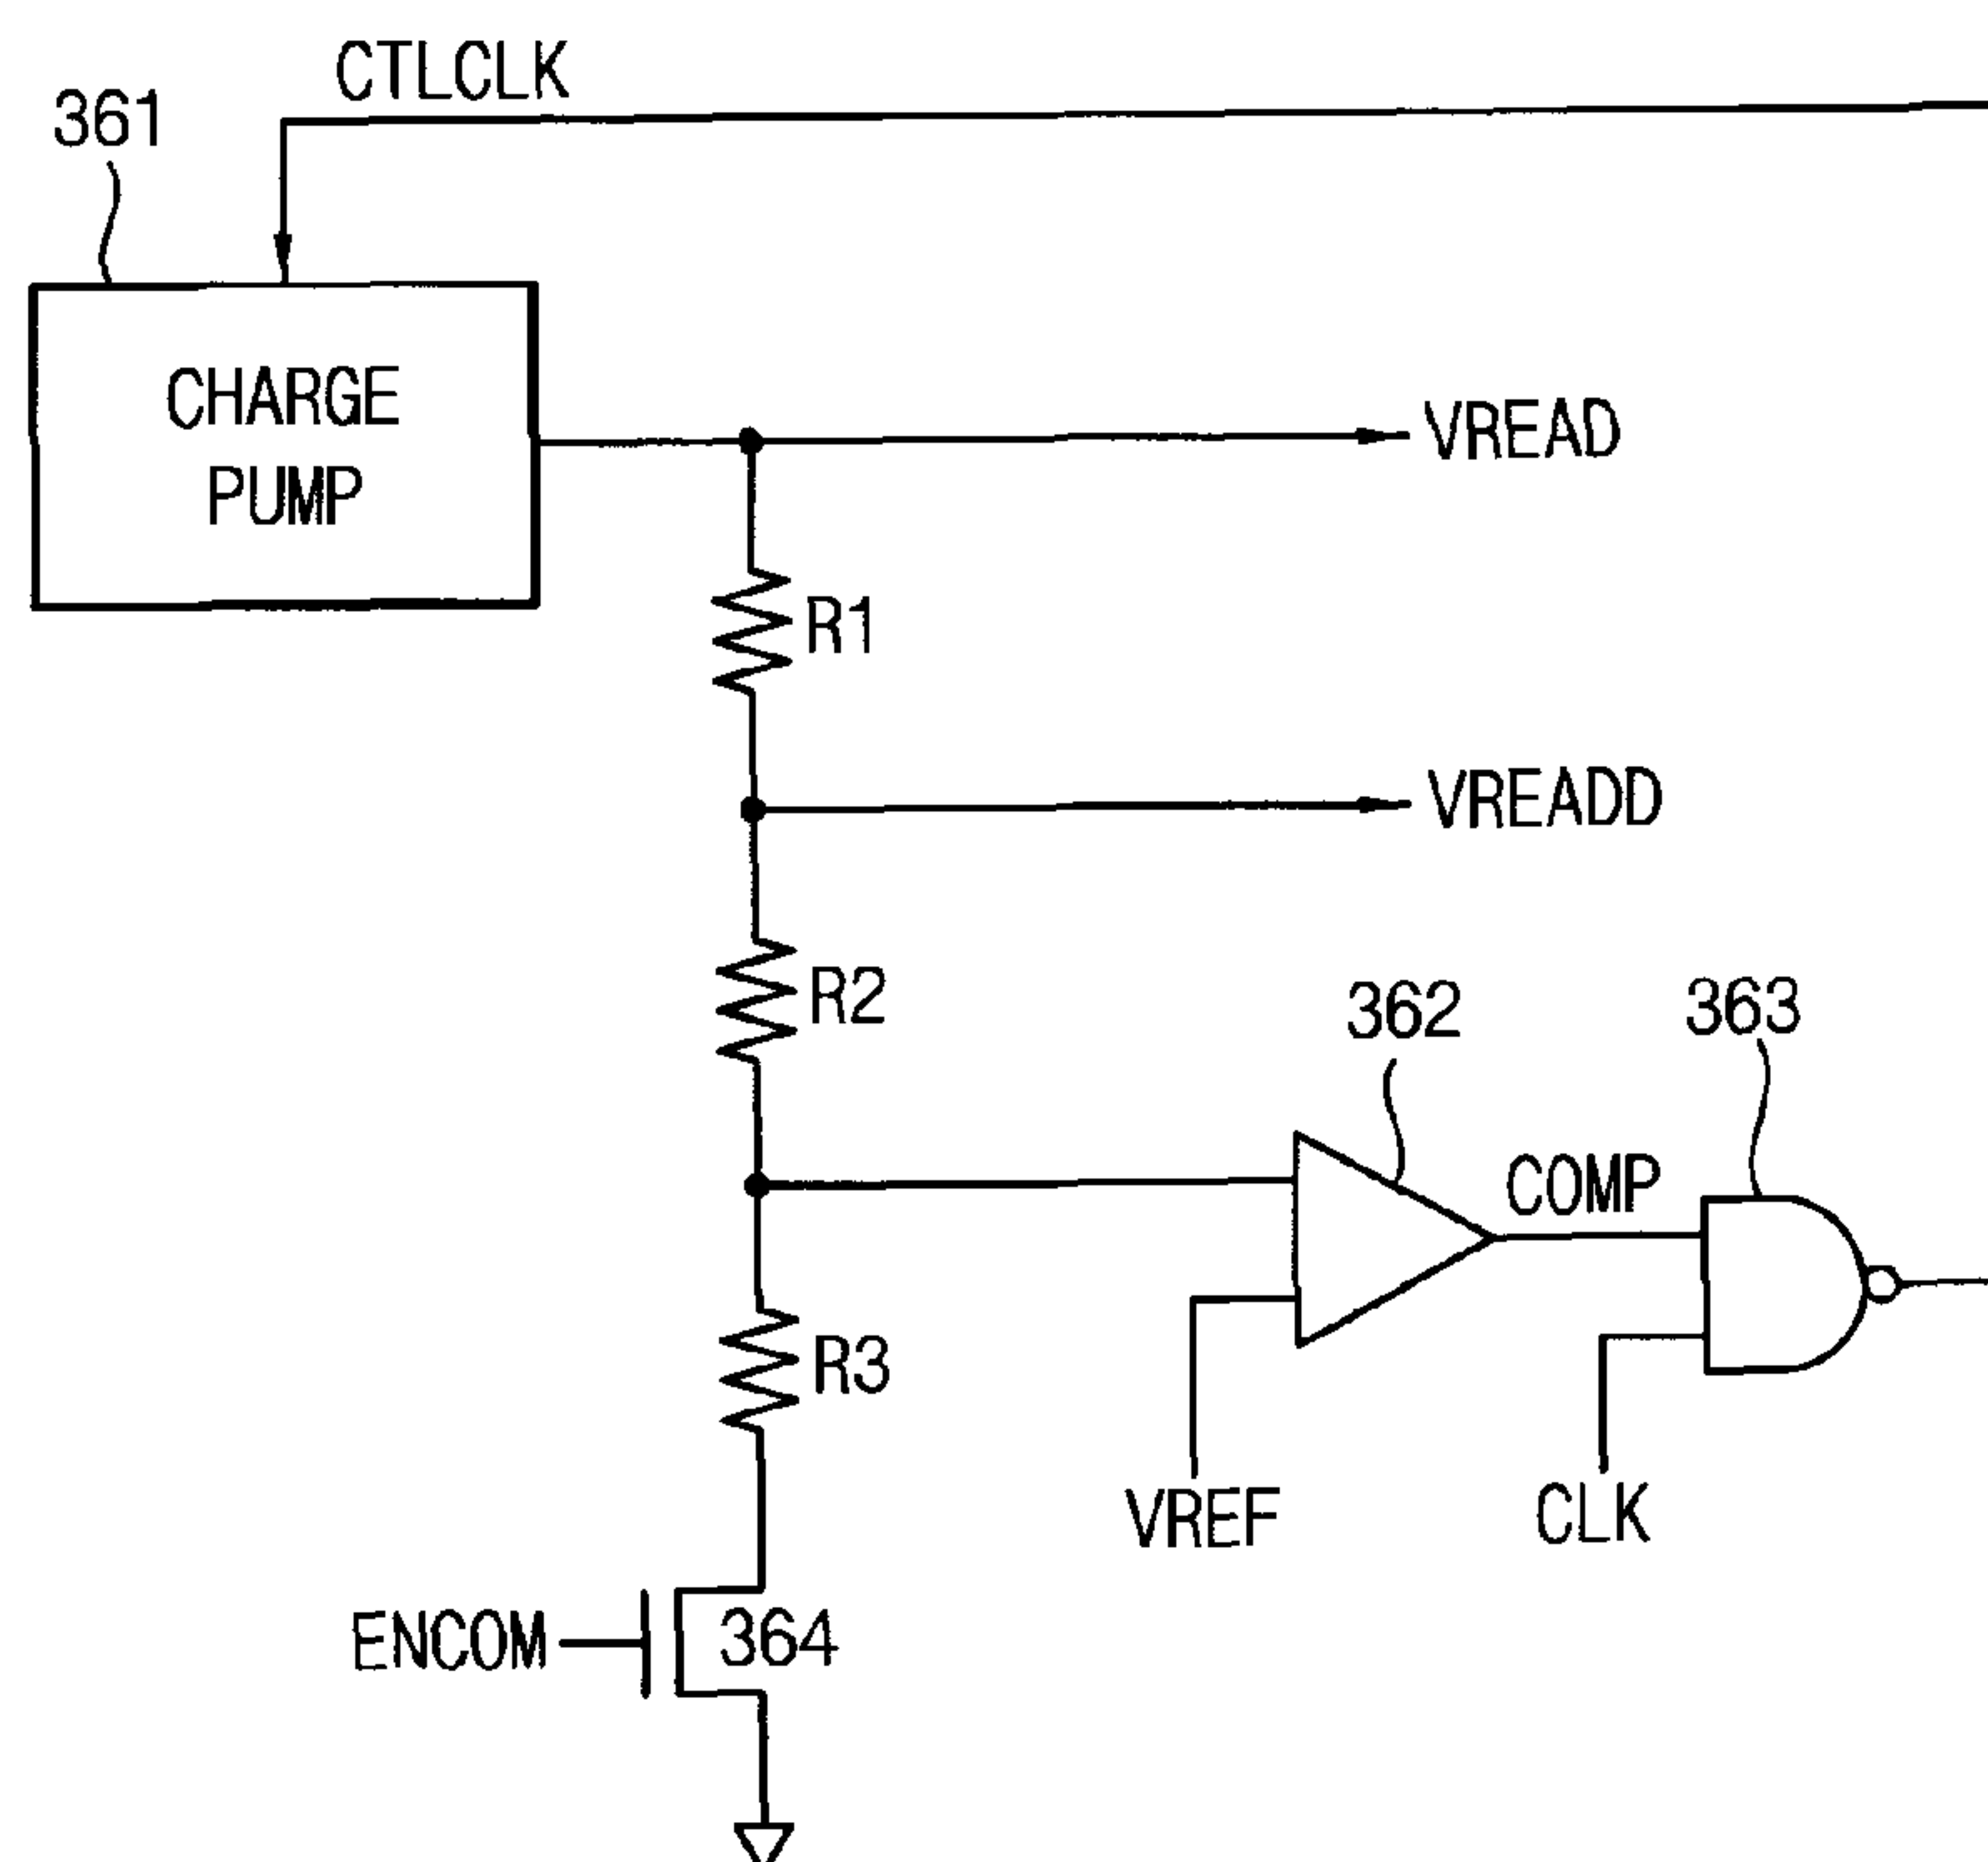 CTLCLK
361
CHARGE
PUMP
VREAD
R1
VREADD
R2
362
363
COMP
R3
VREF
CLK
ENCOM
364